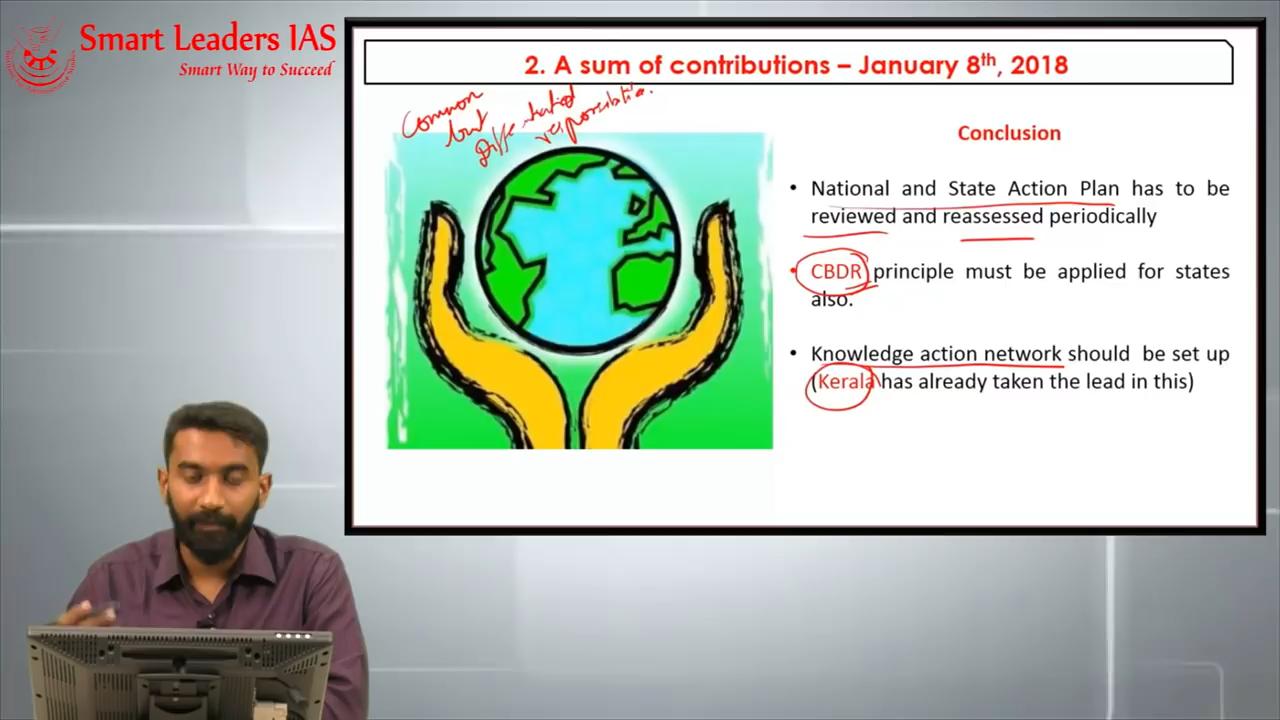 Smart Leaders IAS
Smart Way to Succeed
2. A sum of contributions – January 8th, 2018
Common
but
Differentiated
responsibilities
Conclusion
• National and State Action Plan has to be
reviewed and reassessed periodically
• CBDR principle must be applied for states
also.
• Knowledge action network should be set up
(Kerala has already taken the lead in this)